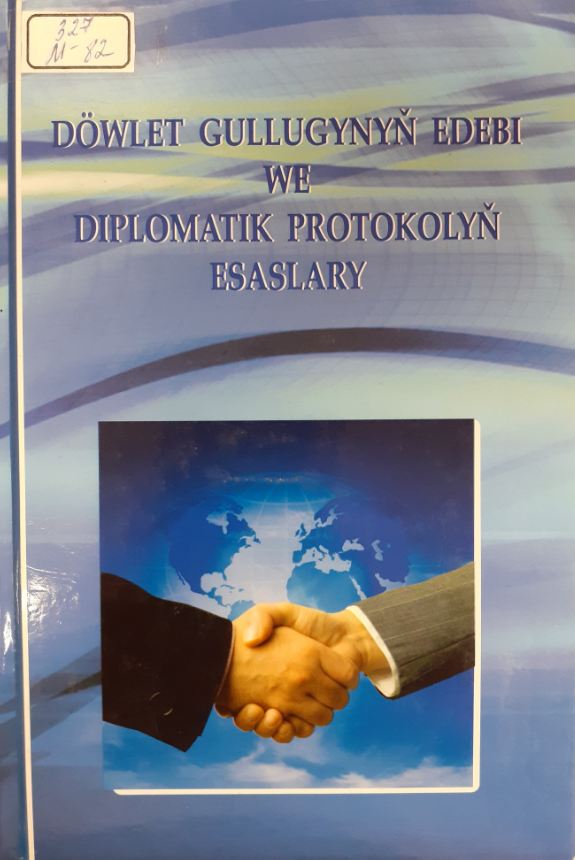 327
М-82
DÖWLET GULLUGYNYŇ EDEBI
WE
DIPLOMATIK PROTOKOLYŇ
ESASLARY